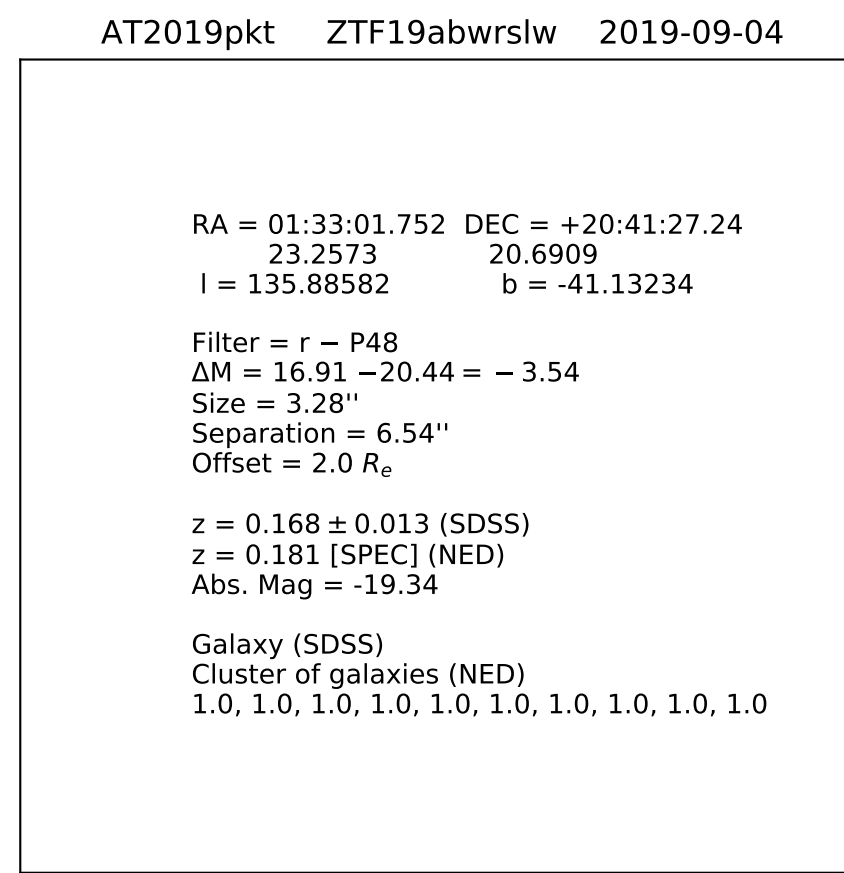 AT2019pkt ZTF19abwrslw 2019-09-04
RA = 01:33:01.752 DEC = +20:41:27.24
23.2573 20.6909
l = 135.88582 b = -41.13234
Filter = r − P48
ΔM = 16.91 −20.44 = − 3.54
Size = 3.28''
Separation = 6.54''
Offset = 2.0 Rₑ
z = 0.168 ± 0.013 (SDSS)
z = 0.181 [SPEC] (NED)
Abs. Mag = -19.34
Galaxy (SDSS)
Cluster of galaxies (NED)
1.0, 1.0, 1.0, 1.0, 1.0, 1.0, 1.0, 1.0, 1.0, 1.0